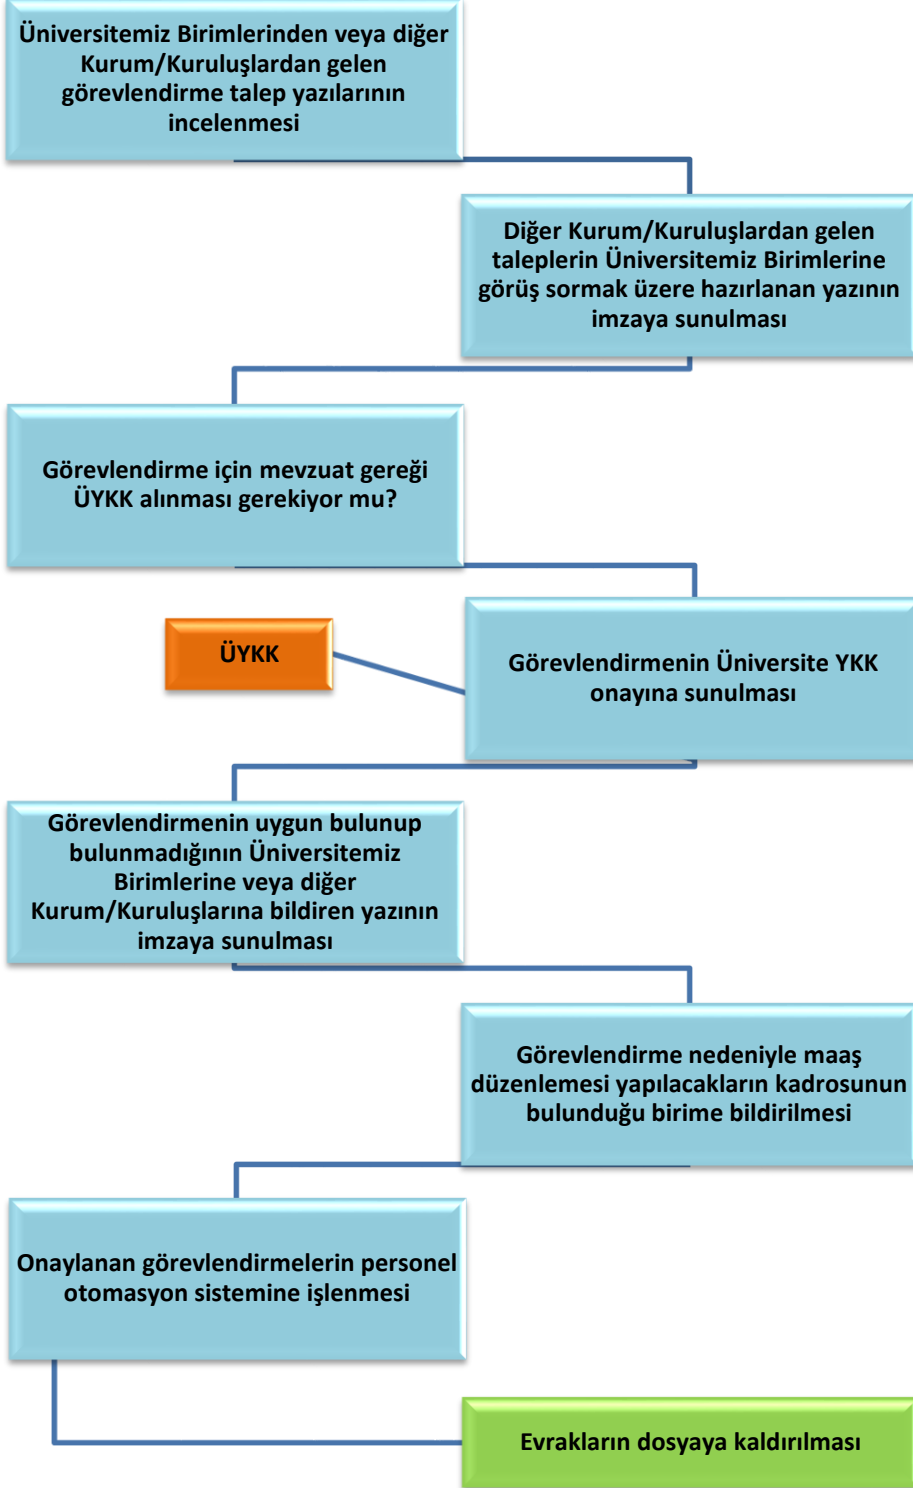 Üniversitemiz Birimlerinden veya diğer
Kurum/Kuruluşlardan gelen
görevlendirme talep yazılarının
incelenmesi
Diğer Kurum/Kuruluşlardan gelen
taleplerin Üniversitemiz Birimlerine
görüş sormak üzere hazırlanan yazının
imzaya sunulması
Görevlendirme için mevzuat gereği
ÜYKK alınması gerekiyor mu?
ÜYKK
Görevlendirmenin Üniversite YKK
onayına sunulması
Görevlendirmenin uygun bulunup
bulunmadığının Üniversitemiz
Birimlerine veya diğer
Kurum/Kuruluşlarına bildiren yazının
imzaya sunulması
Görevlendirme nedeniyle maaş
düzenlemesi yapılacakların kadrosunun
bulunduğu birime bildirilmesi
Onaylanan görevlendirmelerin personel
otomasyon sistemine işlenmesi
Evrakların dosyaya kaldırılması